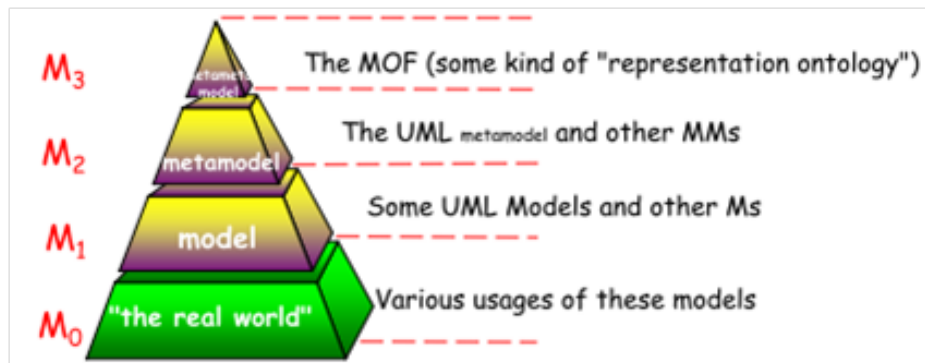 M3
metameta
model
The MOF (some kind of "representation ontology")
M2
metamodel
The UML metamodel and other MMs
M1
model
Some UML Models and other Ms
M0
"the real world"
Various usages of these models